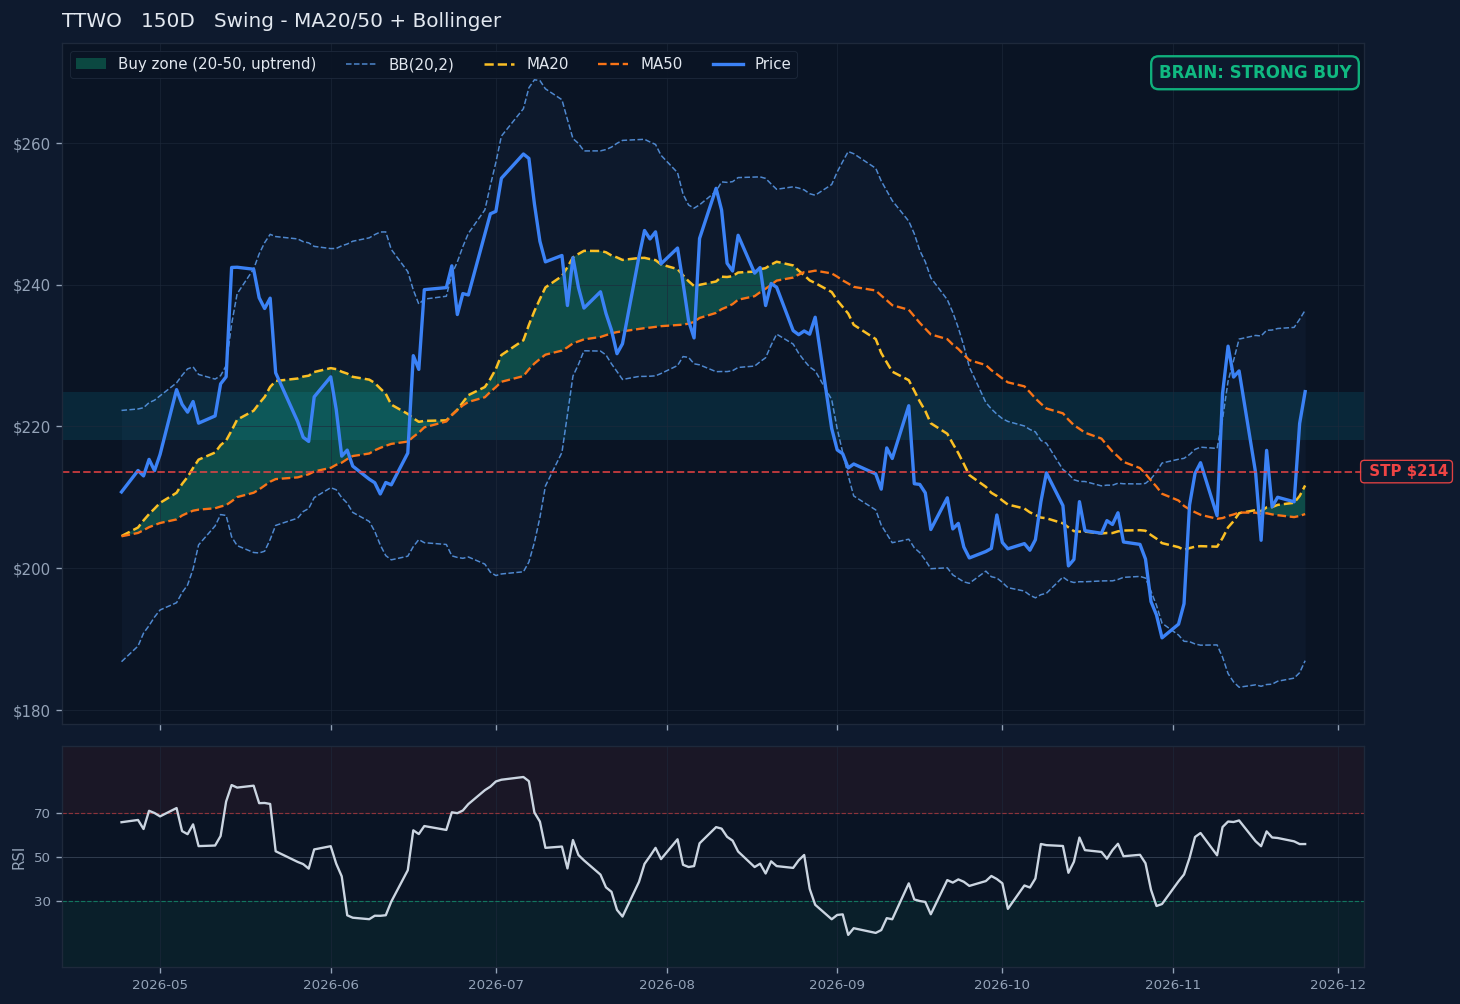 TTWO   150D   Swing - MA20/50 + Bollinger
Buy zone (20-50, uptrend)
BB(20,2)
MA20
MA50
Price
BRAIN: STRONG BUY
$260
$240
$220
$200
$180
STP $214
RSI
70
50
30
2026-05
2026-06
2026-07
2026-08
2026-09
2026-10
2026-11
2026-12